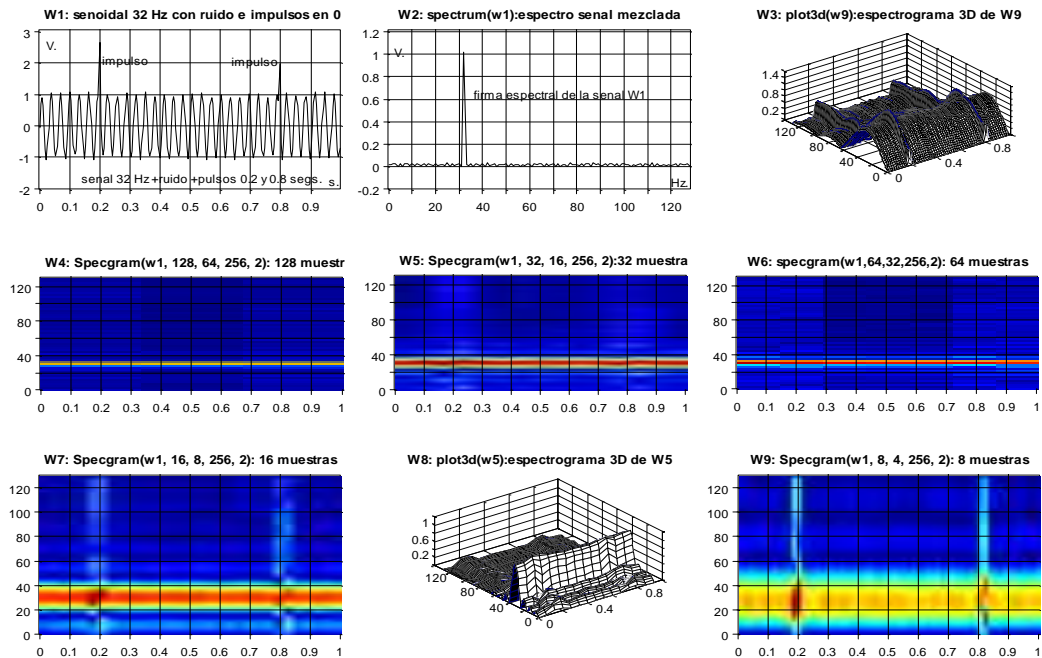 W1: senoidal 32 Hz con ruido e impulsos en 0
W2: spectrum(w1):espectro senal mezclada
W3: plot3d(w9):espectrograma 3D de W9
3
2
1
0
-1
-2
V.
impulso
impulso
senal 32 Hz +ruido +pulsos 0.2 y 0.8 segs.
s.
0 0.1 0.2 0.3 0.4 0.5 0.6 0.7 0.8 0.9
1.2
1
0.8
0.6
0.4
0.2
0
-0.2
V.
firma espectral de la senal W1
Hz.
0 20 40 60 80 100 120
1.4
0.8
0.2
120
80
40
0
0
0.4
0.8
W4: Specgram(w1, 128, 64, 256, 2): 128 muestr
W5: Specgram(w1, 32, 16, 256, 2):32 muestra
W6: specgram(w1,64,32,256,2): 64 muestras
120
80
40
0
0 0.1 0.2 0.3 0.4 0.5 0.6 0.7 0.8 0.9 1
120
80
40
0
0 0.1 0.2 0.3 0.4 0.5 0.6 0.7 0.8 0.9 1
120
80
40
0
0 0.1 0.2 0.3 0.4 0.5 0.6 0.7 0.8 0.9 1
W7: Specgram(w1, 16, 8, 256, 2): 16 muestras
W8: plot3d(w5):espectrograma 3D de W5
W9: Specgram(w1, 8, 4, 256, 2): 8 muestras
120
100
80
60
40
20
0
0 0.1 0.2 0.3 0.4 0.5 0.6 0.7 0.8 0.9 1
1
0.6
0.2
120
80
40
0
0
0.4
0.8
120
100
80
60
40
20
0
0 0.1 0.2 0.3 0.4 0.5 0.6 0.7 0.8 0.9 1